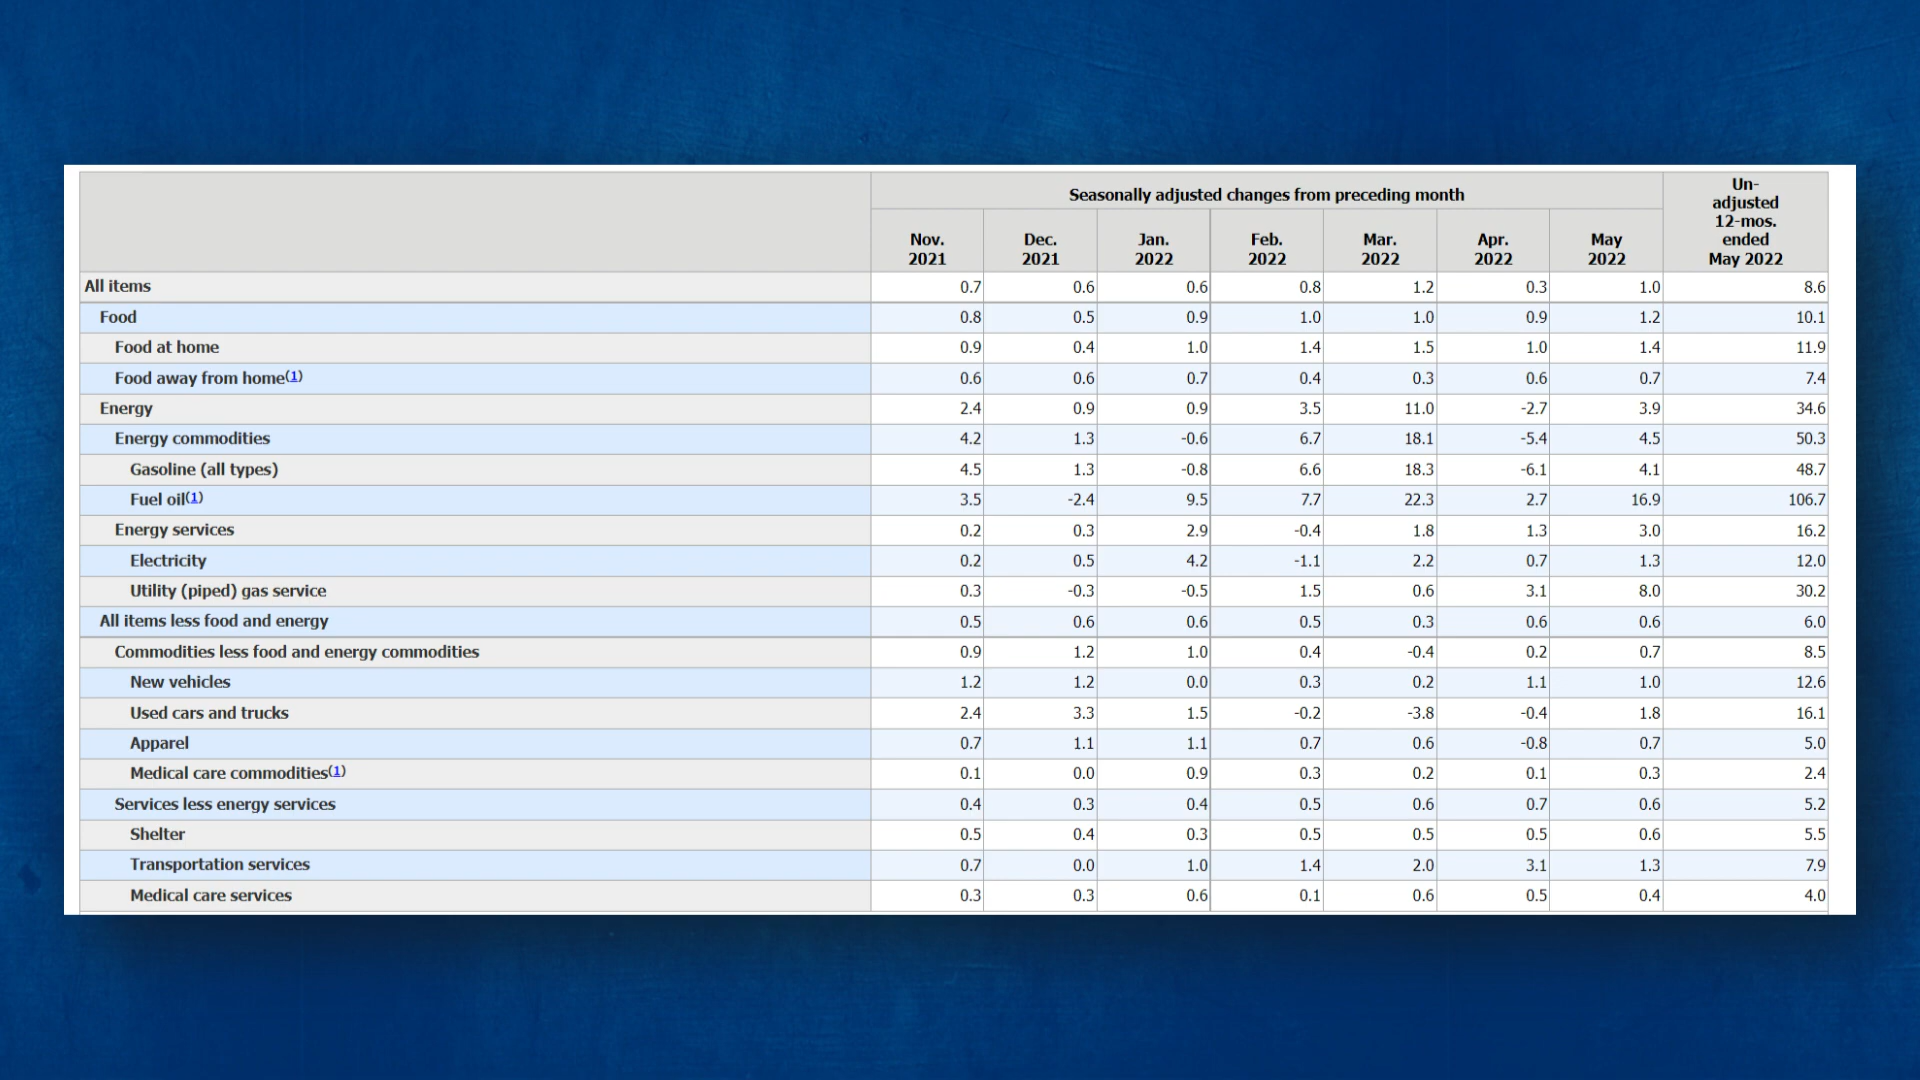 Seasonally adjusted changes from preceding month Un-adjusted 12-mos. ended May 2022
Nov. 2021 Dec. 2021 Jan. 2022 Feb. 2022 Mar. 2022 Apr. 2022 May 2022
All items 0.7 0.6 0.6 0.8 1.2 0.3 1.0 8.6
Food 0.8 0.5 0.9 1.0 1.0 0.9 1.2 10.1
Food at home 0.9 0.4 1.0 1.4 1.5 1.0 1.4 11.9
Food away from home(1) 0.6 0.6 0.7 0.4 0.3 0.6 0.7 7.4
Energy 2.4 0.9 0.9 3.5 11.0 -2.7 3.9 34.6
Energy commodities 4.2 1.3 -0.6 6.7 18.1 -5.4 4.5 50.3
Gasoline (all types) 4.5 1.3 -0.8 6.6 18.3 -6.1 4.1 48.7
Fuel oil(1) 3.5 -2.4 9.5 7.7 22.3 2.7 16.9 106.7
Energy services 0.2 0.3 2.9 -0.4 1.8 1.3 3.0 16.2
Electricity 0.2 0.5 4.2 -1.1 2.2 0.7 1.3 12.0
Utility (piped) gas service 0.3 -0.3 -0.5 1.5 0.6 3.1 8.0 30.2
All items less food and energy 0.5 0.6 0.6 0.5 0.3 0.6 0.6 6.0
Commodities less food and energy commodities 0.9 1.2 1.0 0.4 -0.4 0.2 0.7 8.5
New vehicles 1.2 1.2 0.0 0.3 0.2 1.1 1.0 12.6
Used cars and trucks 2.4 3.3 1.5 -0.2 -3.8 -0.4 1.8 16.1
Apparel 0.7 1.1 1.1 0.7 0.6 -0.8 0.7 5.0
Medical care commodities(1) 0.1 0.0 0.9 0.3 0.2 0.1 0.3 2.4
Services less energy services 0.4 0.3 0.4 0.5 0.6 0.7 0.6 5.2
Shelter 0.5 0.4 0.3 0.5 0.5 0.5 0.6 5.5
Transportation services 0.7 0.0 1.0 1.4 2.0 3.1 1.3 7.9
Medical care services 0.3 0.3 0.6 0.1 0.6 0.5 0.4 4.0